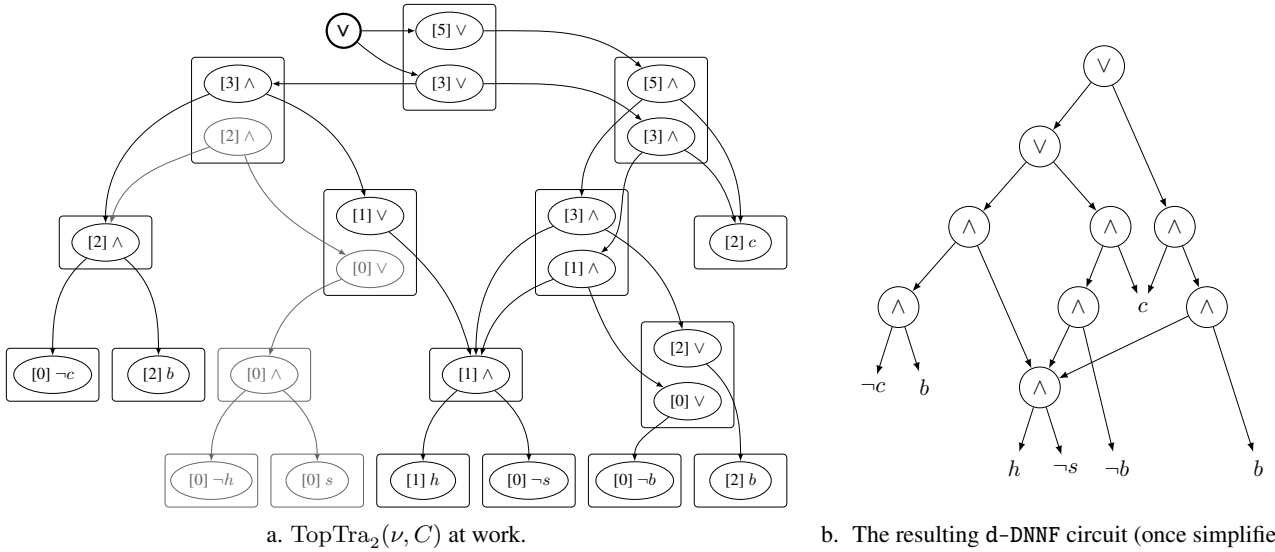 ∨ [5] ∨
[3] ∧ [3] ∨ [5] ∧
[2] ∧ [3] ∧
[1] ∨ [3] ∧
[2] ∧ [2] c
[0] ∨ [1] ∧
[2] ∨
[0] ¬c [2] b [0] ∧ [1] ∧
[0] ∨
[0] ¬h [0] s [1] h [0] ¬s [0] ¬b [2] b
a. TopTra₂(ν, C) at work.
∨
∨
∧ ∧ ∧
∧ ∧ c ∧
¬c b ∧
h ¬s ¬b b
b. The resulting d-DNNF circuit (once simplifie